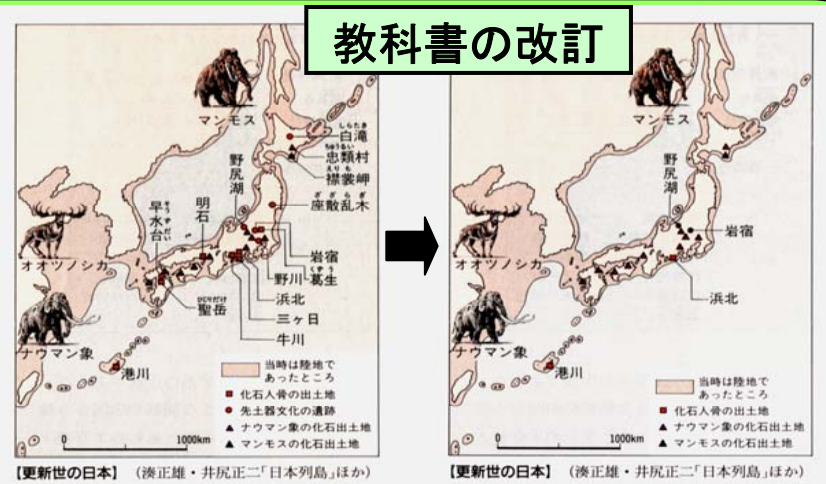 教科書の改訂
マンモス
しらたき
白滝
ちゅうるい
忠類村
えりも
襟裳岬
ざざらぎ
座散乱木
野尻湖
明石
そうずだい
早水台
オオツノシカ
岩宿
くずう
葛生
野川
浜北
三ヶ日
牛川
ひじりだけ
聖岳
ナウマン象
港川
当時は陸地で
あったところ
化石人骨の出土地
先土器文化の遺跡
ナウマン象の化石出土地
マンモスの化石出土地
0 1000km
【更新世の日本】 (湊正雄・井尻正二「日本列島」ほか)
マンモス
野尻湖
オオツノシカ
岩宿
浜北
ナウマン象
港川
当時は陸地で
あったところ
化石人骨の出土地
ナウマン象の化石出土地
マンモスの化石出土地
0 1000km
【更新世の日本】 (湊正雄・井尻正二「日本列島」ほか)